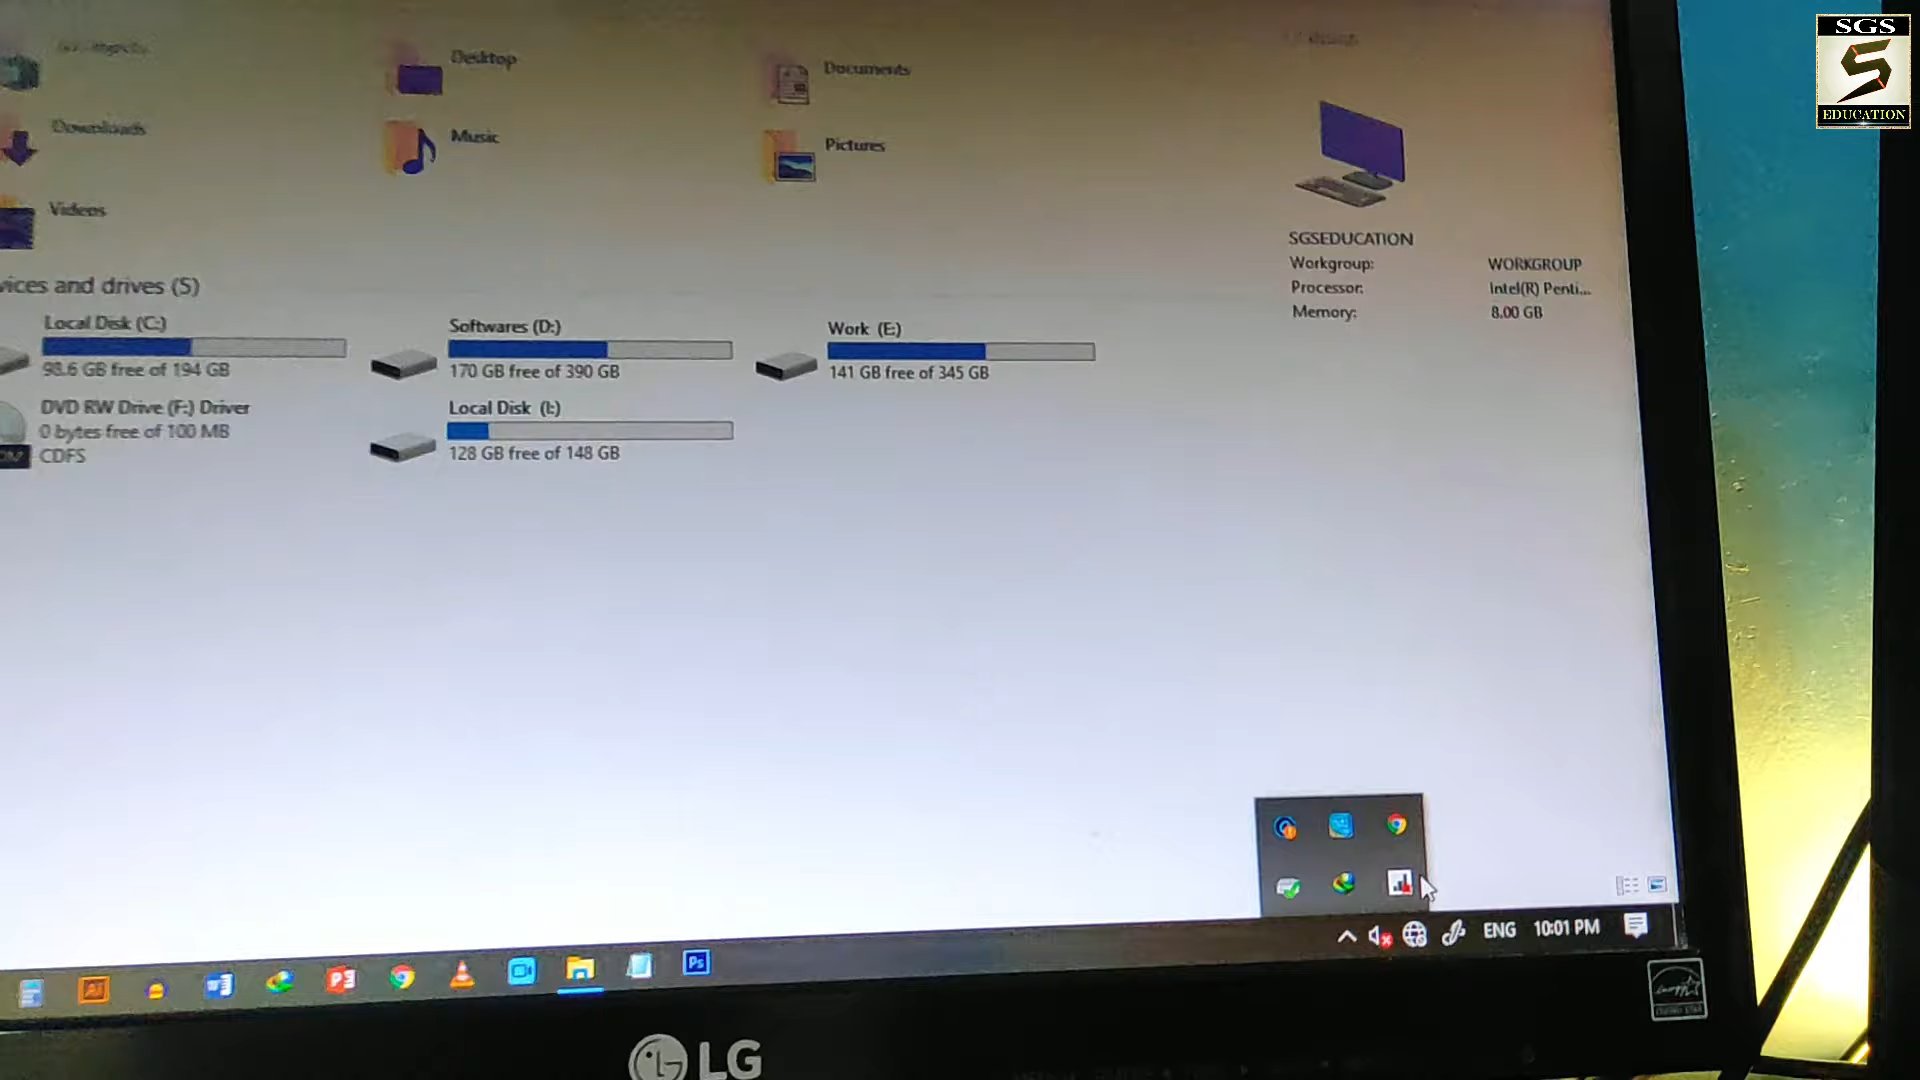 SGS
EDUCATION
Desktop
Documents
Downloads
Music
Pictures
Videos
vices and drives (5)
Local Disk (C:)
98.6 GB free of 194 GB
Softwares (D:)
170 GB free of 390 GB
Work (E:)
141 GB free of 345 GB
DVD RW Drive (F:) Driver
0 bytes free of 100 MB
CDFS
Local Disk (I:)
128 GB free of 148 GB
SGSEDUCATION
Workgroup: WORKGROUP
Processor: Intel(R) Penti...
Memory: 8.00 GB
ENG 10:01 PM
Ps
LG